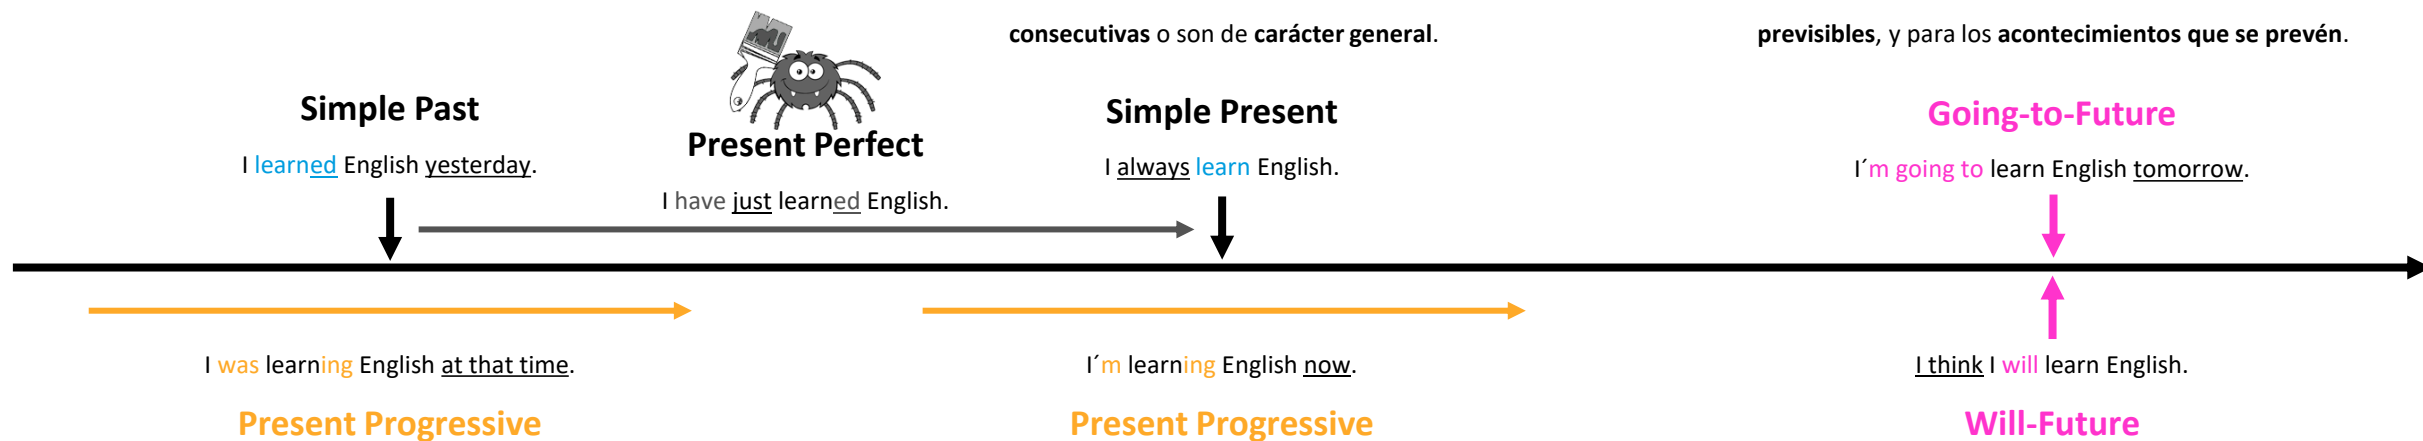 consecutivas o son de carácter general.
previsibles, y para los acontecimientos que se prevén.
Simple Past
I learned English yesterday.
Present Perfect
I have just learned English.
Simple Present
I always learn English.
Going-to-Future
I´m going to learn English tomorrow.
I was learning English at that time.
Present Progressive
I´m learning English now.
Present Progressive
I think I will learn English.
Will-Future